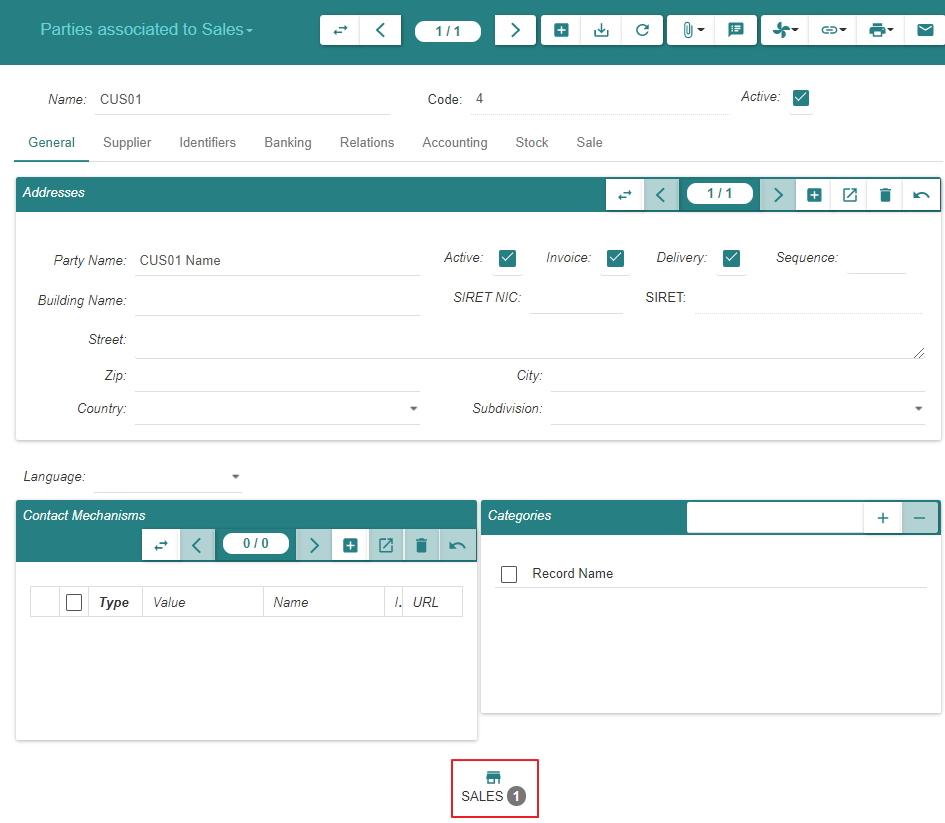 Parties associated to Sales
1 / 1
Name: CUS01 Code: 4 Active:
General Supplier Identifiers Banking Relations Accounting Stock Sale
Addresses 1 / 1
Party Name: CUS01 Name Active: Invoice: Delivery: Sequence:
Building Name: SIRET NIC: SIRET:
Street:
Zip: City:
Country: Subdivision:
Language:
Contact Mechanisms
0 / 0
Type Value Name /. URL
Categories
Record Name
SALES 1